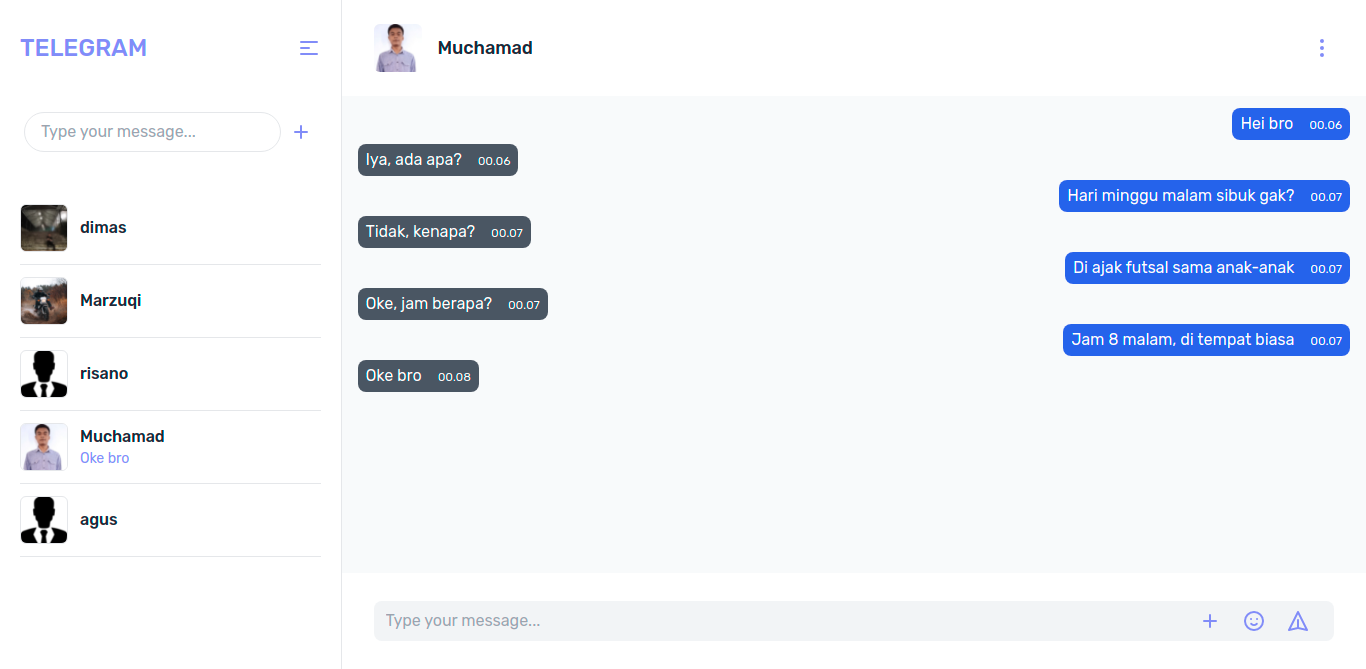 TELEGRAM
Type your message...
dimas
Marzuqi
risano
Muchamad
Oke bro
agus
Muchamad
Hei bro 00.06
Iya, ada apa? 00.06
Hari minggu malam sibuk gak? 00.07
Tidak, kenapa? 00.07
Di ajak futsal sama anak-anak 00.07
Oke, jam berapa? 00.07
Jam 8 malam, di tempat biasa 00.07
Oke bro 00.08
Type your message...